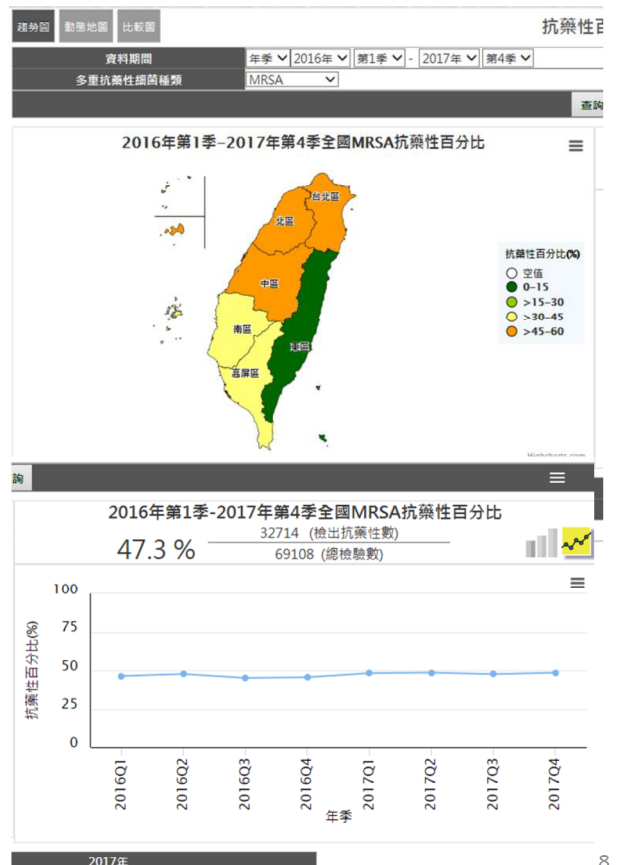 趨勢圖 動態地圖 比較圖
抗藥性
資料期間 年季 2016年 第1季 - 2017年 第4季
多重抗藥性細菌種類 MRSA
查詢
2016年第1季-2017年第4季全國MRSA抗藥性百分比
台北區
北區
中區
南區
東區
高屏區
抗藥性百分比(%)
空值
0-15
>15-30
>30-45
>45-60
Highcharts.com
詢
2016年第1季-2017年第4季全國MRSA抗藥性百分比
47.3 %
32714 (檢出抗藥性數)
69108 (總檢驗數)
抗藥性百分比(%)
100
75
50
25
0
2016Q1 2016Q2 2016Q3 2016Q4 2017Q1 2017Q2 2017Q3 2017Q4
年季
2017年
8